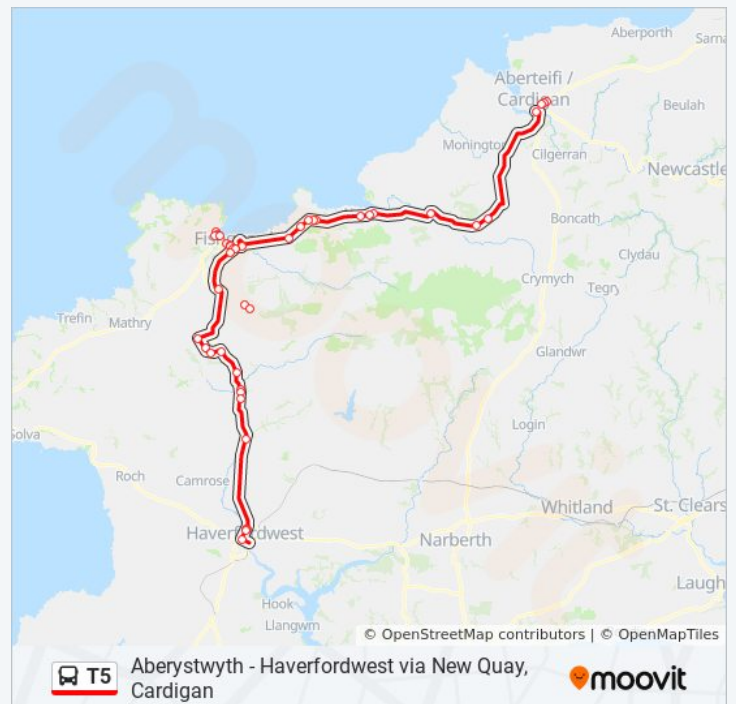 Aberporth
Sarna
Aberteifi /
Cardigan
Beulah
Monington
Cilgerran
Newcastle
Boncath
Fish
Clydau
Crymych
Tegry
Trefin
Mathry
Glandwr
Login
Solva
Roch
Camrose
Whitland
St. Clears
Haverfordwest
Narberth
Hook
Laugh
Llangwm
© OpenStreetMap contributors | © OpenMapTiles
T5
Aberystwyth - Haverfordwest via New Quay,
Cardigan
moovit